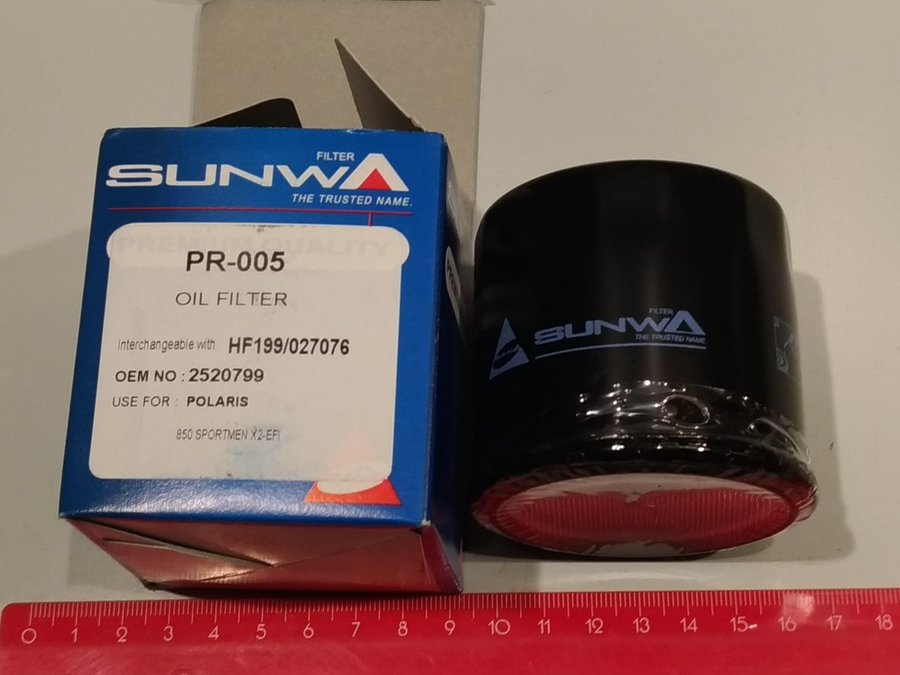 FILTER
SUNWA
THE TRUSTED NAME.
PREMIUM QUALITY
PR-005
OIL FILTER
Interchangeable with HF199/027076
OEM NO : 2520799
USE FOR : POLARIS
850 SPORTMEN X2-EFI
FILTER
SUNWA
THE TRUSTED NAME.
0 1 2 3 4 5 6 7 8 9 10 11 12 13 14 15 16 17 18